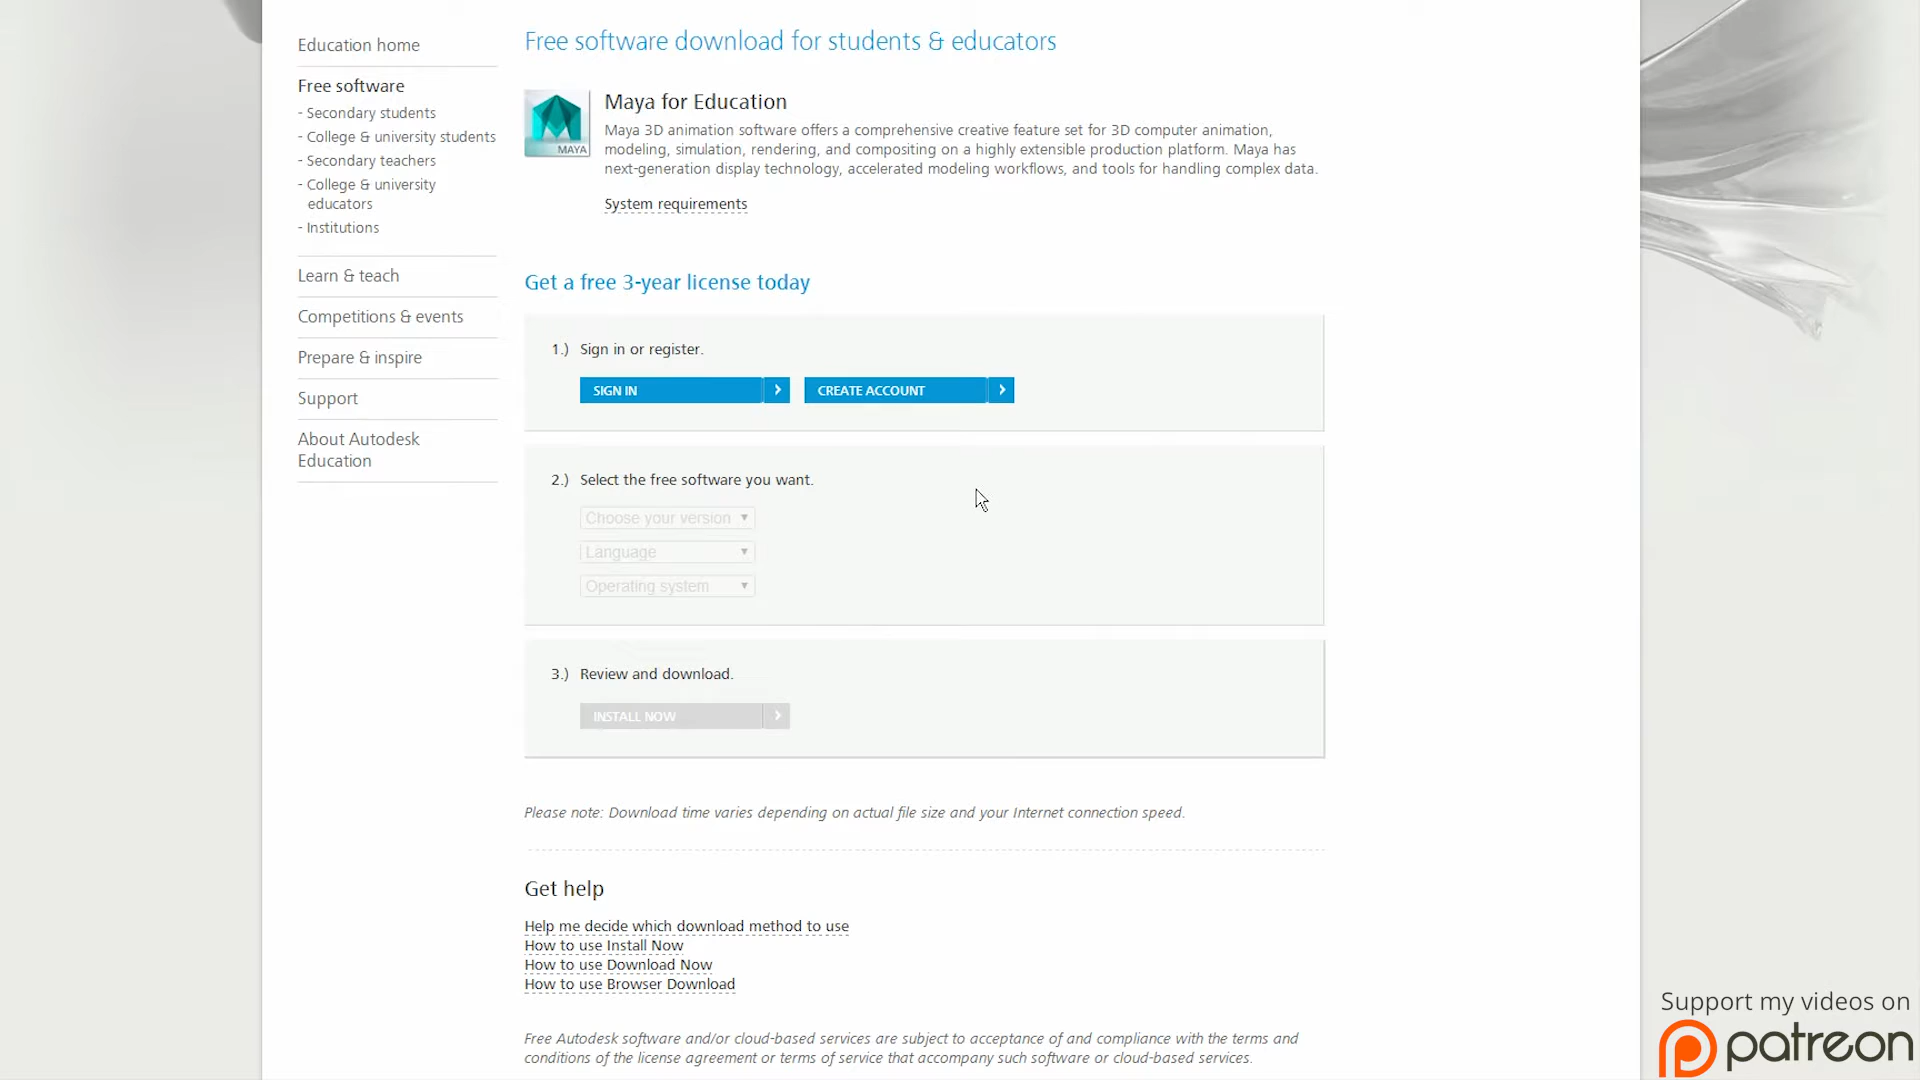 Education home
Free software
- Secondary students
- College & university students
- Secondary teachers
- College & university
educators
- Institutions
Learn & teach
Competitions & events
Prepare & inspire
Support
About Autodesk
Education
Free software download for students & educators
MAYA
Maya for Education
Maya 3D animation software offers a comprehensive creative feature set for 3D computer animation,
modeling, simulation, rendering, and compositing on a highly extensible production platform. Maya has
next-generation display technology, accelerated modeling workflows, and tools for handling complex data.
System requirements
Get a free 3-year license today
1.) Sign in or register.
SIGN IN
CREATE ACCOUNT
2.) Select the free software you want.
Choose your version
Language
Operating system
3.) Review and download.
INSTALL NOW
Please note: Download time varies depending on actual file size and your Internet connection speed.
Get help
Help me decide which download method to use
How to use Install Now
How to use Download Now
How to use Browser Download
Free Autodesk software and/or cloud-based services are subject to acceptance of and compliance with the terms and
conditions of the license agreement or terms of service that accompany such software or cloud-based services.
Support my videos on
patreon